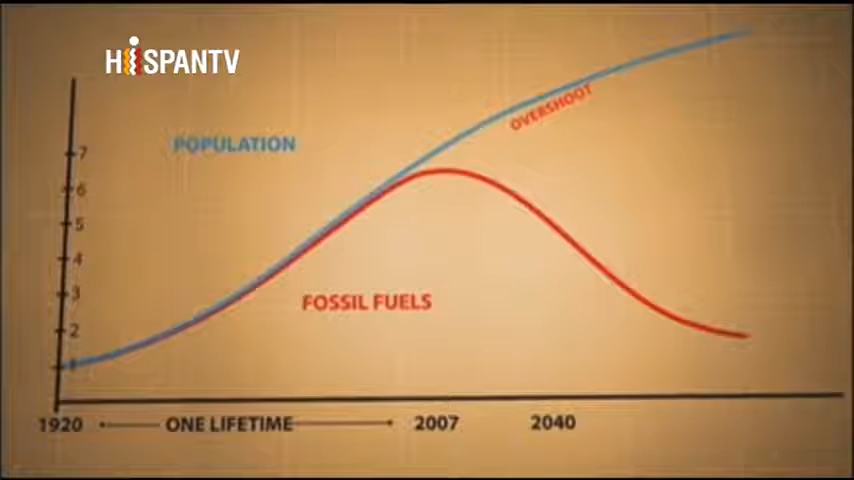 HISPANTV
OVERSHOOT
POPULATION
7
6
5
4
3
2
1
FOSSIL FUELS
1920 ONE LIFETIME 2007 2040